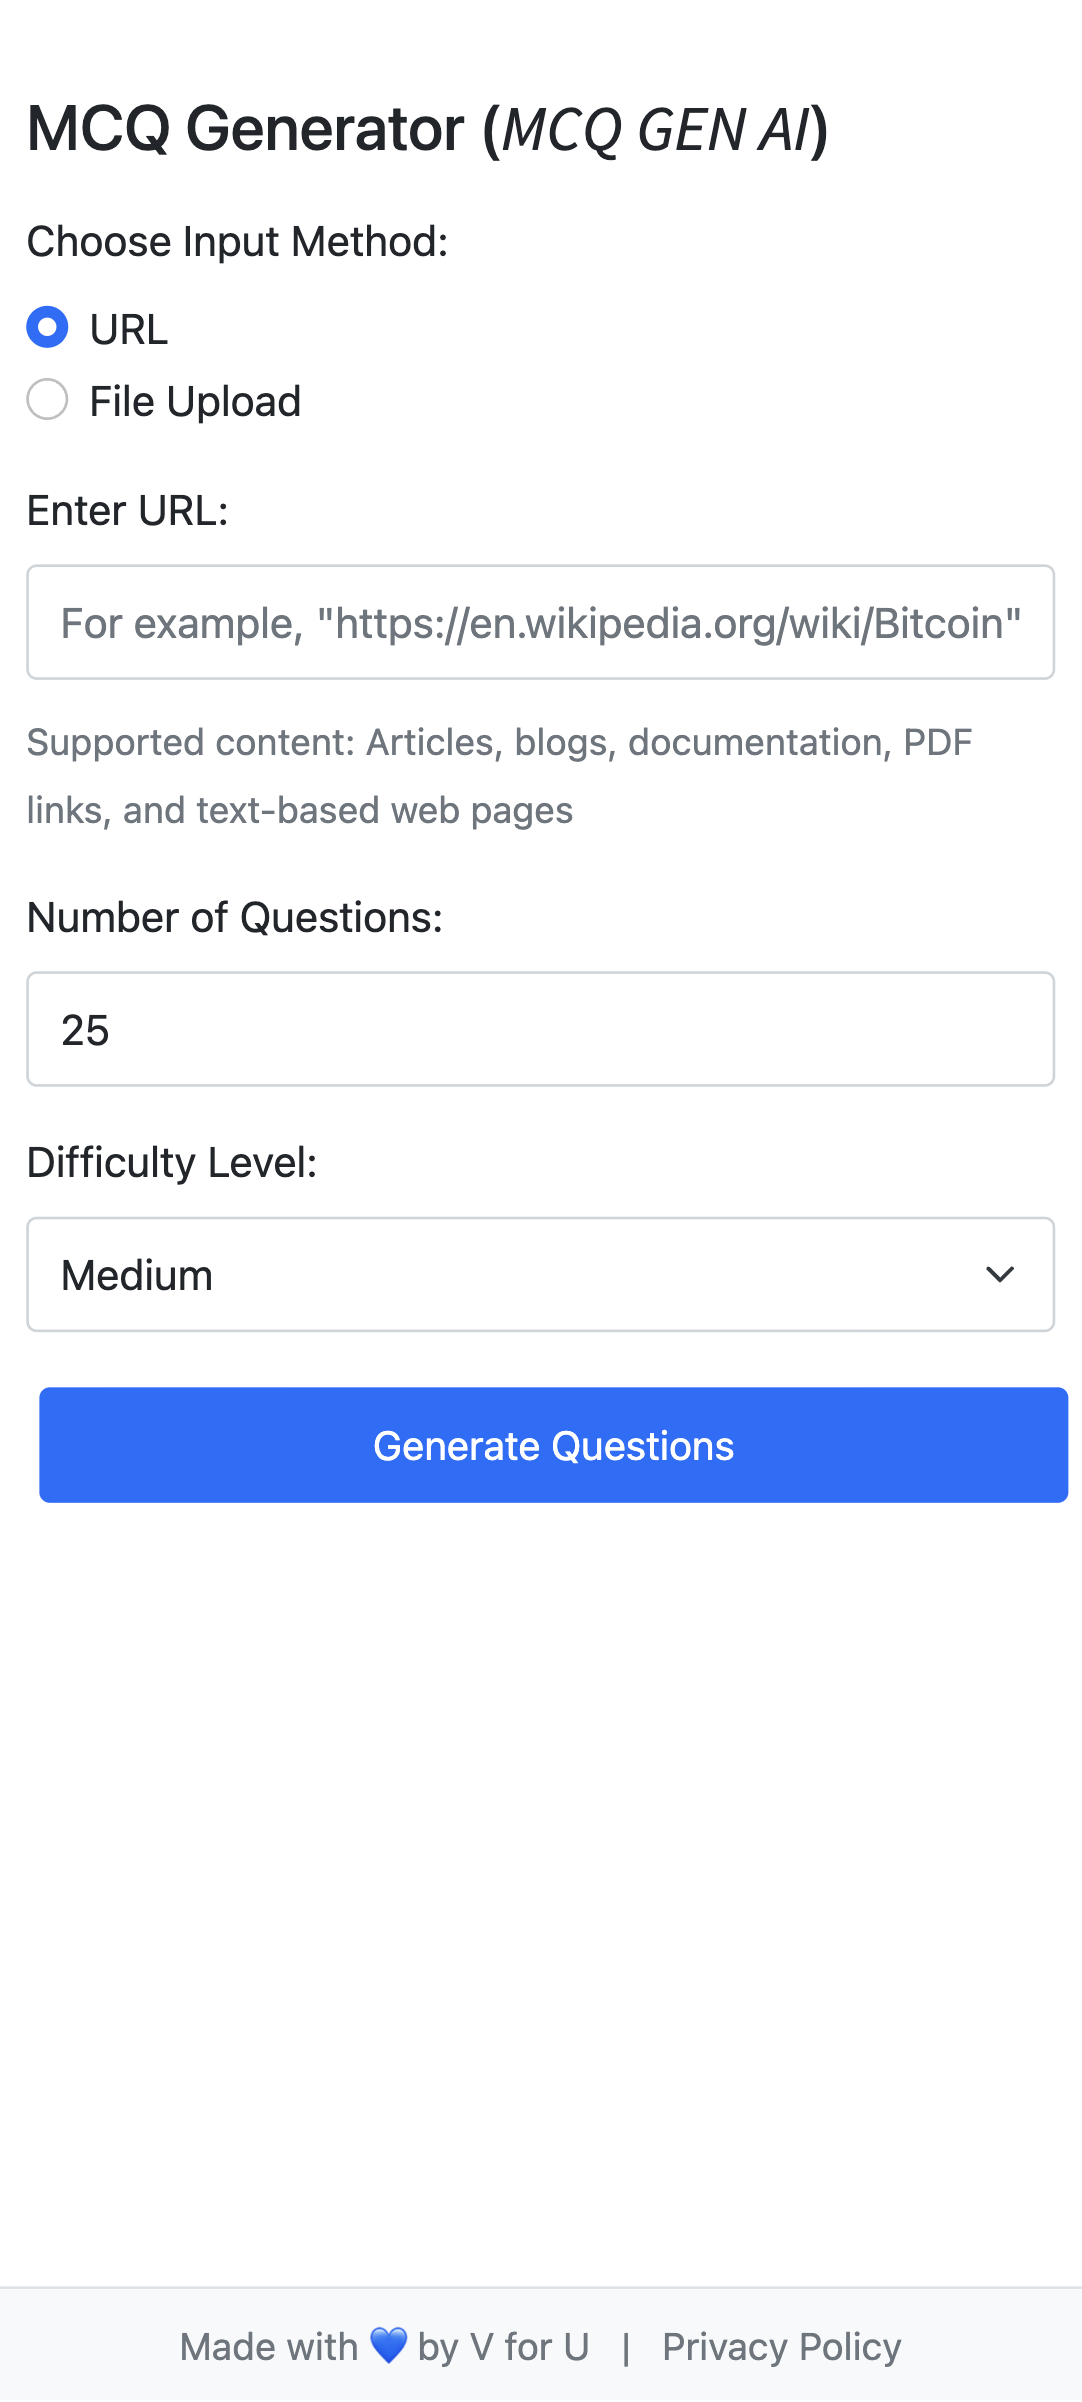 MCQ Generator (MCQ GEN AI)
Choose Input Method:
URL
File Upload
Enter URL:
For example, "https://en.wikipedia.org/wiki/Bitcoin"
Supported content: Articles, blogs, documentation, PDF
links, and text-based web pages
Number of Questions:
25
Difficulty Level:
Medium
Generate Questions
Made with 💙 by V for U | Privacy Policy